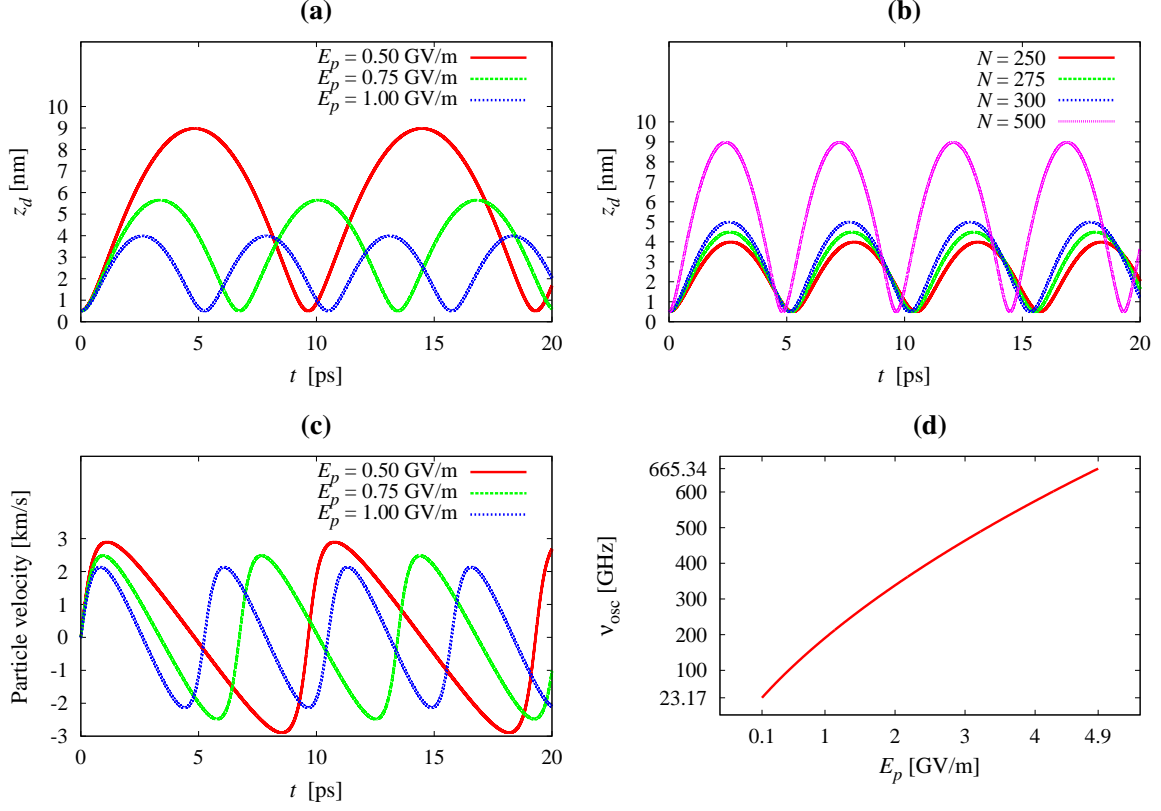 (a)
E_p = 0.50 GV/m
E_p = 0.75 GV/m
E_p = 1.00 GV/m
z_d [nm]
10
9
8
7
6
5
4
3
2
1
0
0 5 10 15 20
t [ps]
(b)
N = 250
N = 275
N = 300
N = 500
z_d [nm]
10
9
8
7
6
5
4
3
2
1
0
0 5 10 15 20
t [ps]
(c)
E_p = 0.50 GV/m
E_p = 0.75 GV/m
E_p = 1.00 GV/m
Particle velocity [km/s]
3
2
1
0
-1
-2
-3
0 5 10 15 20
t [ps]
(d)
ν_osc [GHz]
665.34
600
500
400
300
200
100
23.17
0.1 1 2 3 4 4.9
E_p [GV/m]